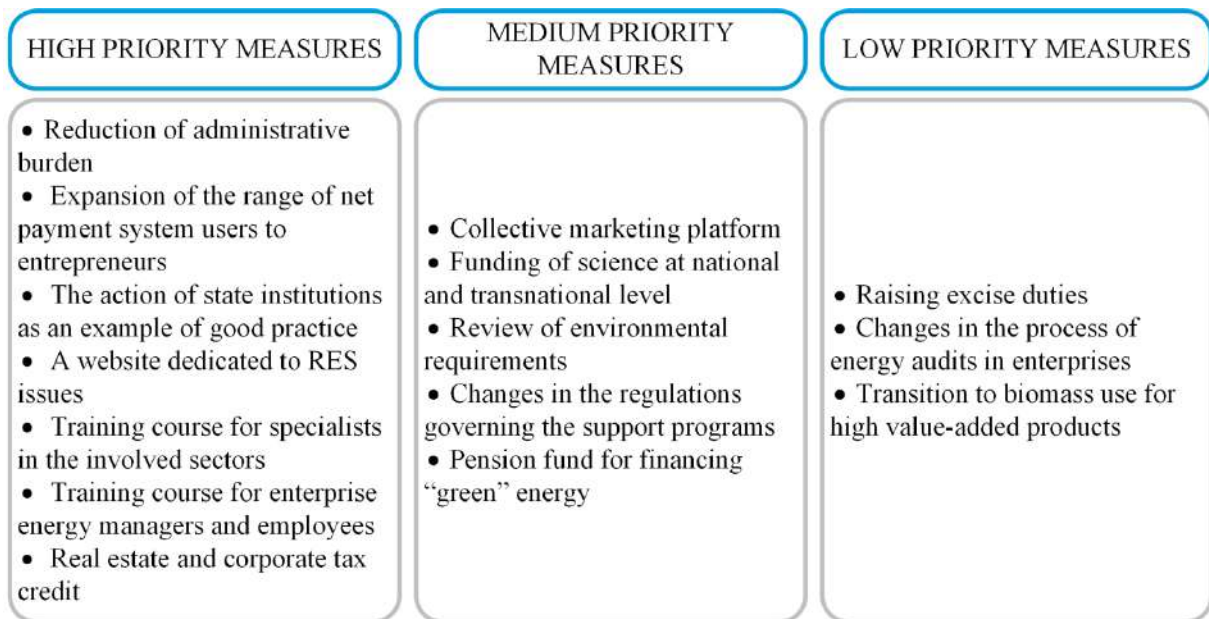 HIGH PRIORITY MEASURES
• Reduction of administrative
burden
• Expansion of the range of net
payment system users to
entrepreneurs
• The action of state institutions
as an example of good practice
• A website dedicated to RES
issues
• Training course for specialists
in the involved sectors
• Training course for enterprise
energy managers and employees
• Real estate and corporate tax
credit
MEDIUM PRIORITY
MEASURES
• Collective marketing platform
• Funding of science at national
and transnational level
• Review of environmental
requirements
• Changes in the regulations
governing the support programs
• Pension fund for financing
“green” energy
LOW PRIORITY MEASURES
• Raising excise duties
• Changes in the process of
energy audits in enterprises
• Transition to biomass use for
high value-added products